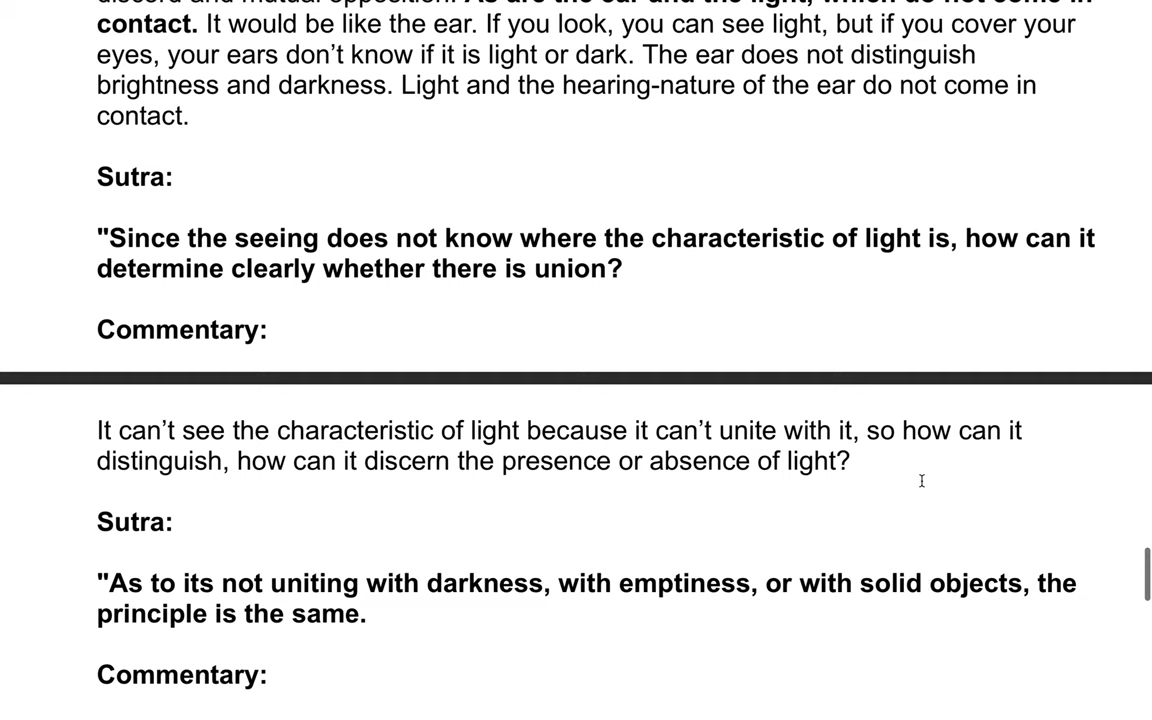 contact. It would be like the ear. If you look, you can see light, but if you cover your
eyes, your ears don’t know if it is light or dark. The ear does not distinguish
brightness and darkness. Light and the hearing-nature of the ear do not come in
contact.
Sutra:
"Since the seeing does not know where the characteristic of light is, how can it
determine clearly whether there is union?
Commentary:
It can’t see the characteristic of light because it can’t unite with it, so how can it
distinguish, how can it discern the presence or absence of light?
Sutra:
"As to its not uniting with darkness, with emptiness, or with solid objects, the
principle is the same.
Commentary: